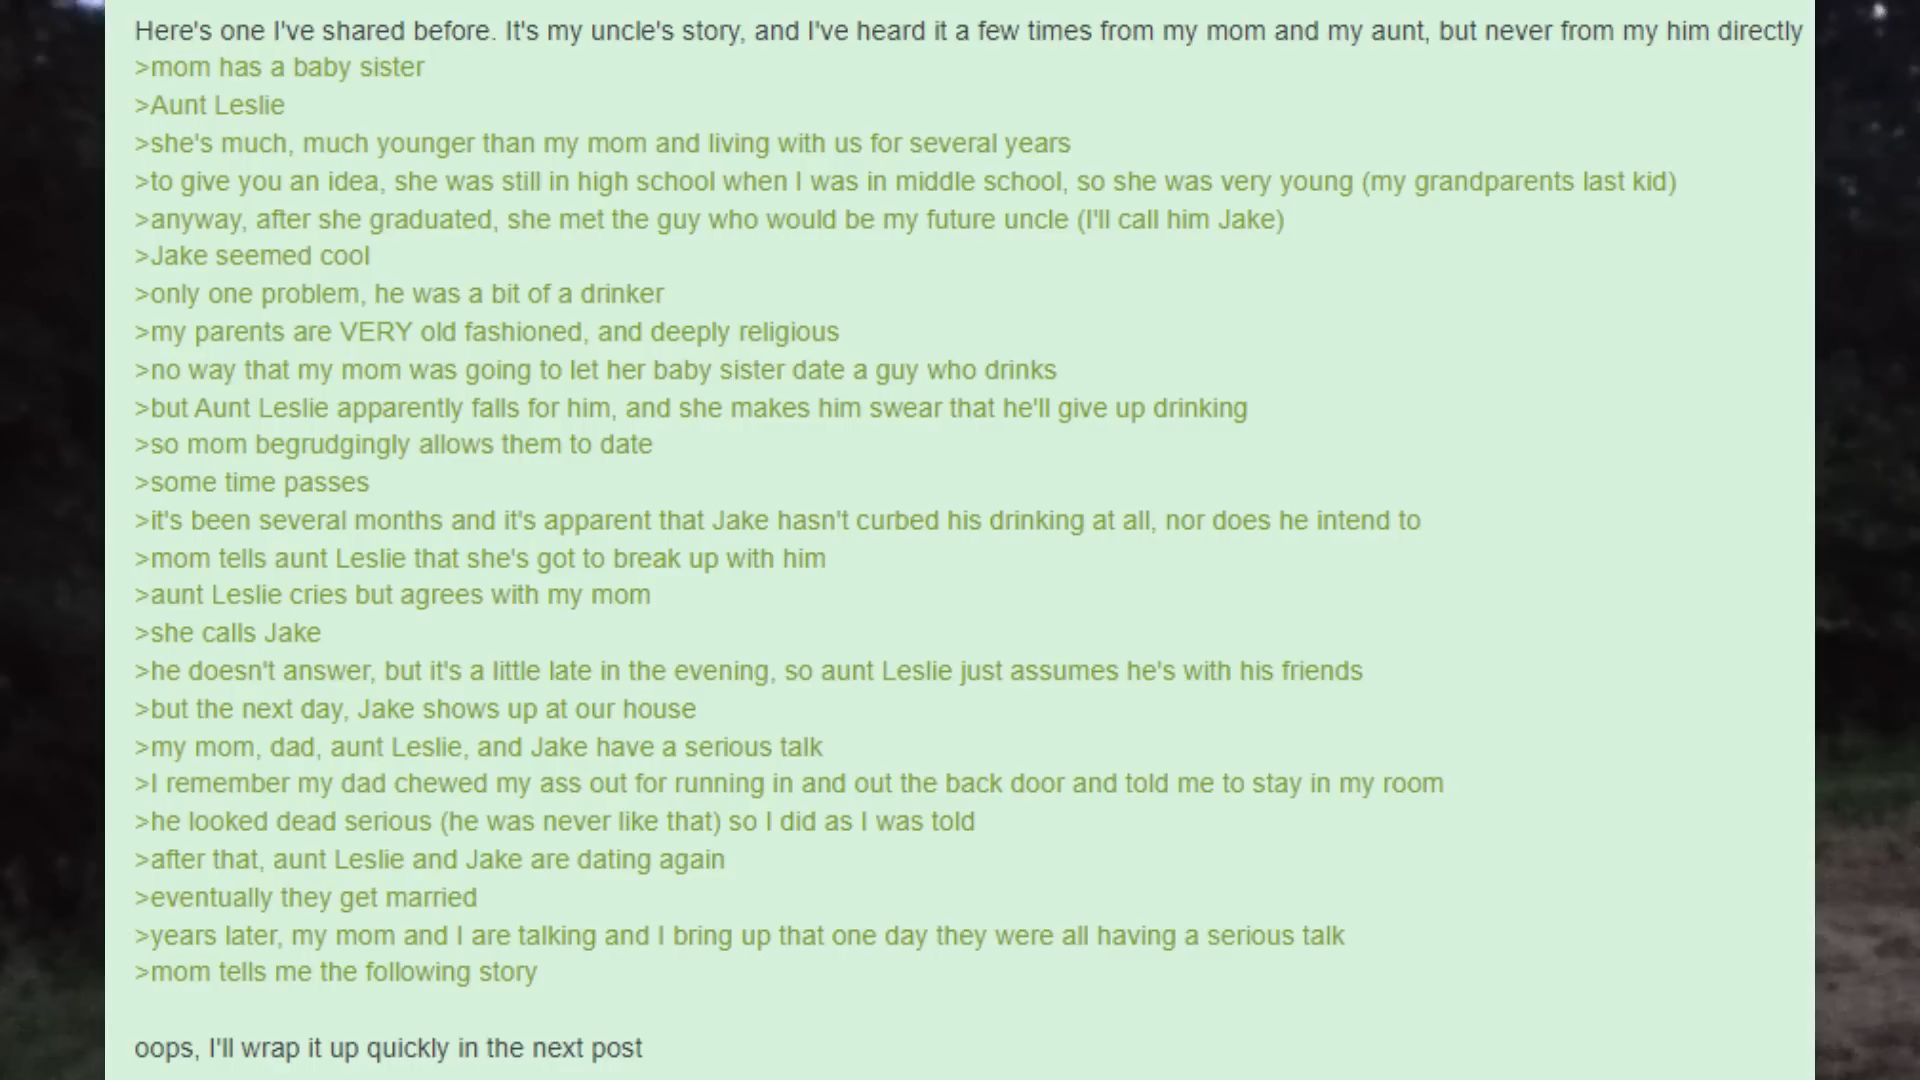 Here's one I've shared before. It's my uncle's story, and I've heard it a few times from my mom and my aunt, but never from my him directly
>mom has a baby sister
>Aunt Leslie
>she's much, much younger than my mom and living with us for several years
>to give you an idea, she was still in high school when I was in middle school, so she was very young (my grandparents last kid)
>anyway, after she graduated, she met the guy who would be my future uncle (I'll call him Jake)
>Jake seemed cool
>only one problem, he was a bit of a drinker
>my parents are VERY old fashioned, and deeply religious
>no way that my mom was going to let her baby sister date a guy who drinks
>but Aunt Leslie apparently falls for him, and she makes him swear that he'll give up drinking
>so mom begrudgingly allows them to date
>some time passes
>it's been several months and it's apparent that Jake hasn't curbed his drinking at all, nor does he intend to
>mom tells aunt Leslie that she's got to break up with him
>aunt Leslie cries but agrees with my mom
>she calls Jake
>he doesn't answer, but it's a little late in the evening, so aunt Leslie just assumes he's with his friends
>but the next day, Jake shows up at our house
>my mom, dad, aunt Leslie, and Jake have a serious talk
>I remember my dad chewed my ass out for running in and out the back door and told me to stay in my room
>he looked dead serious (he was never like that) so I did as I was told
>after that, aunt Leslie and Jake are dating again
>eventually they get married
>years later, my mom and I are talking and I bring up that one day they were all having a serious talk
>mom tells me the following story
oops, I'll wrap it up quickly in the next post